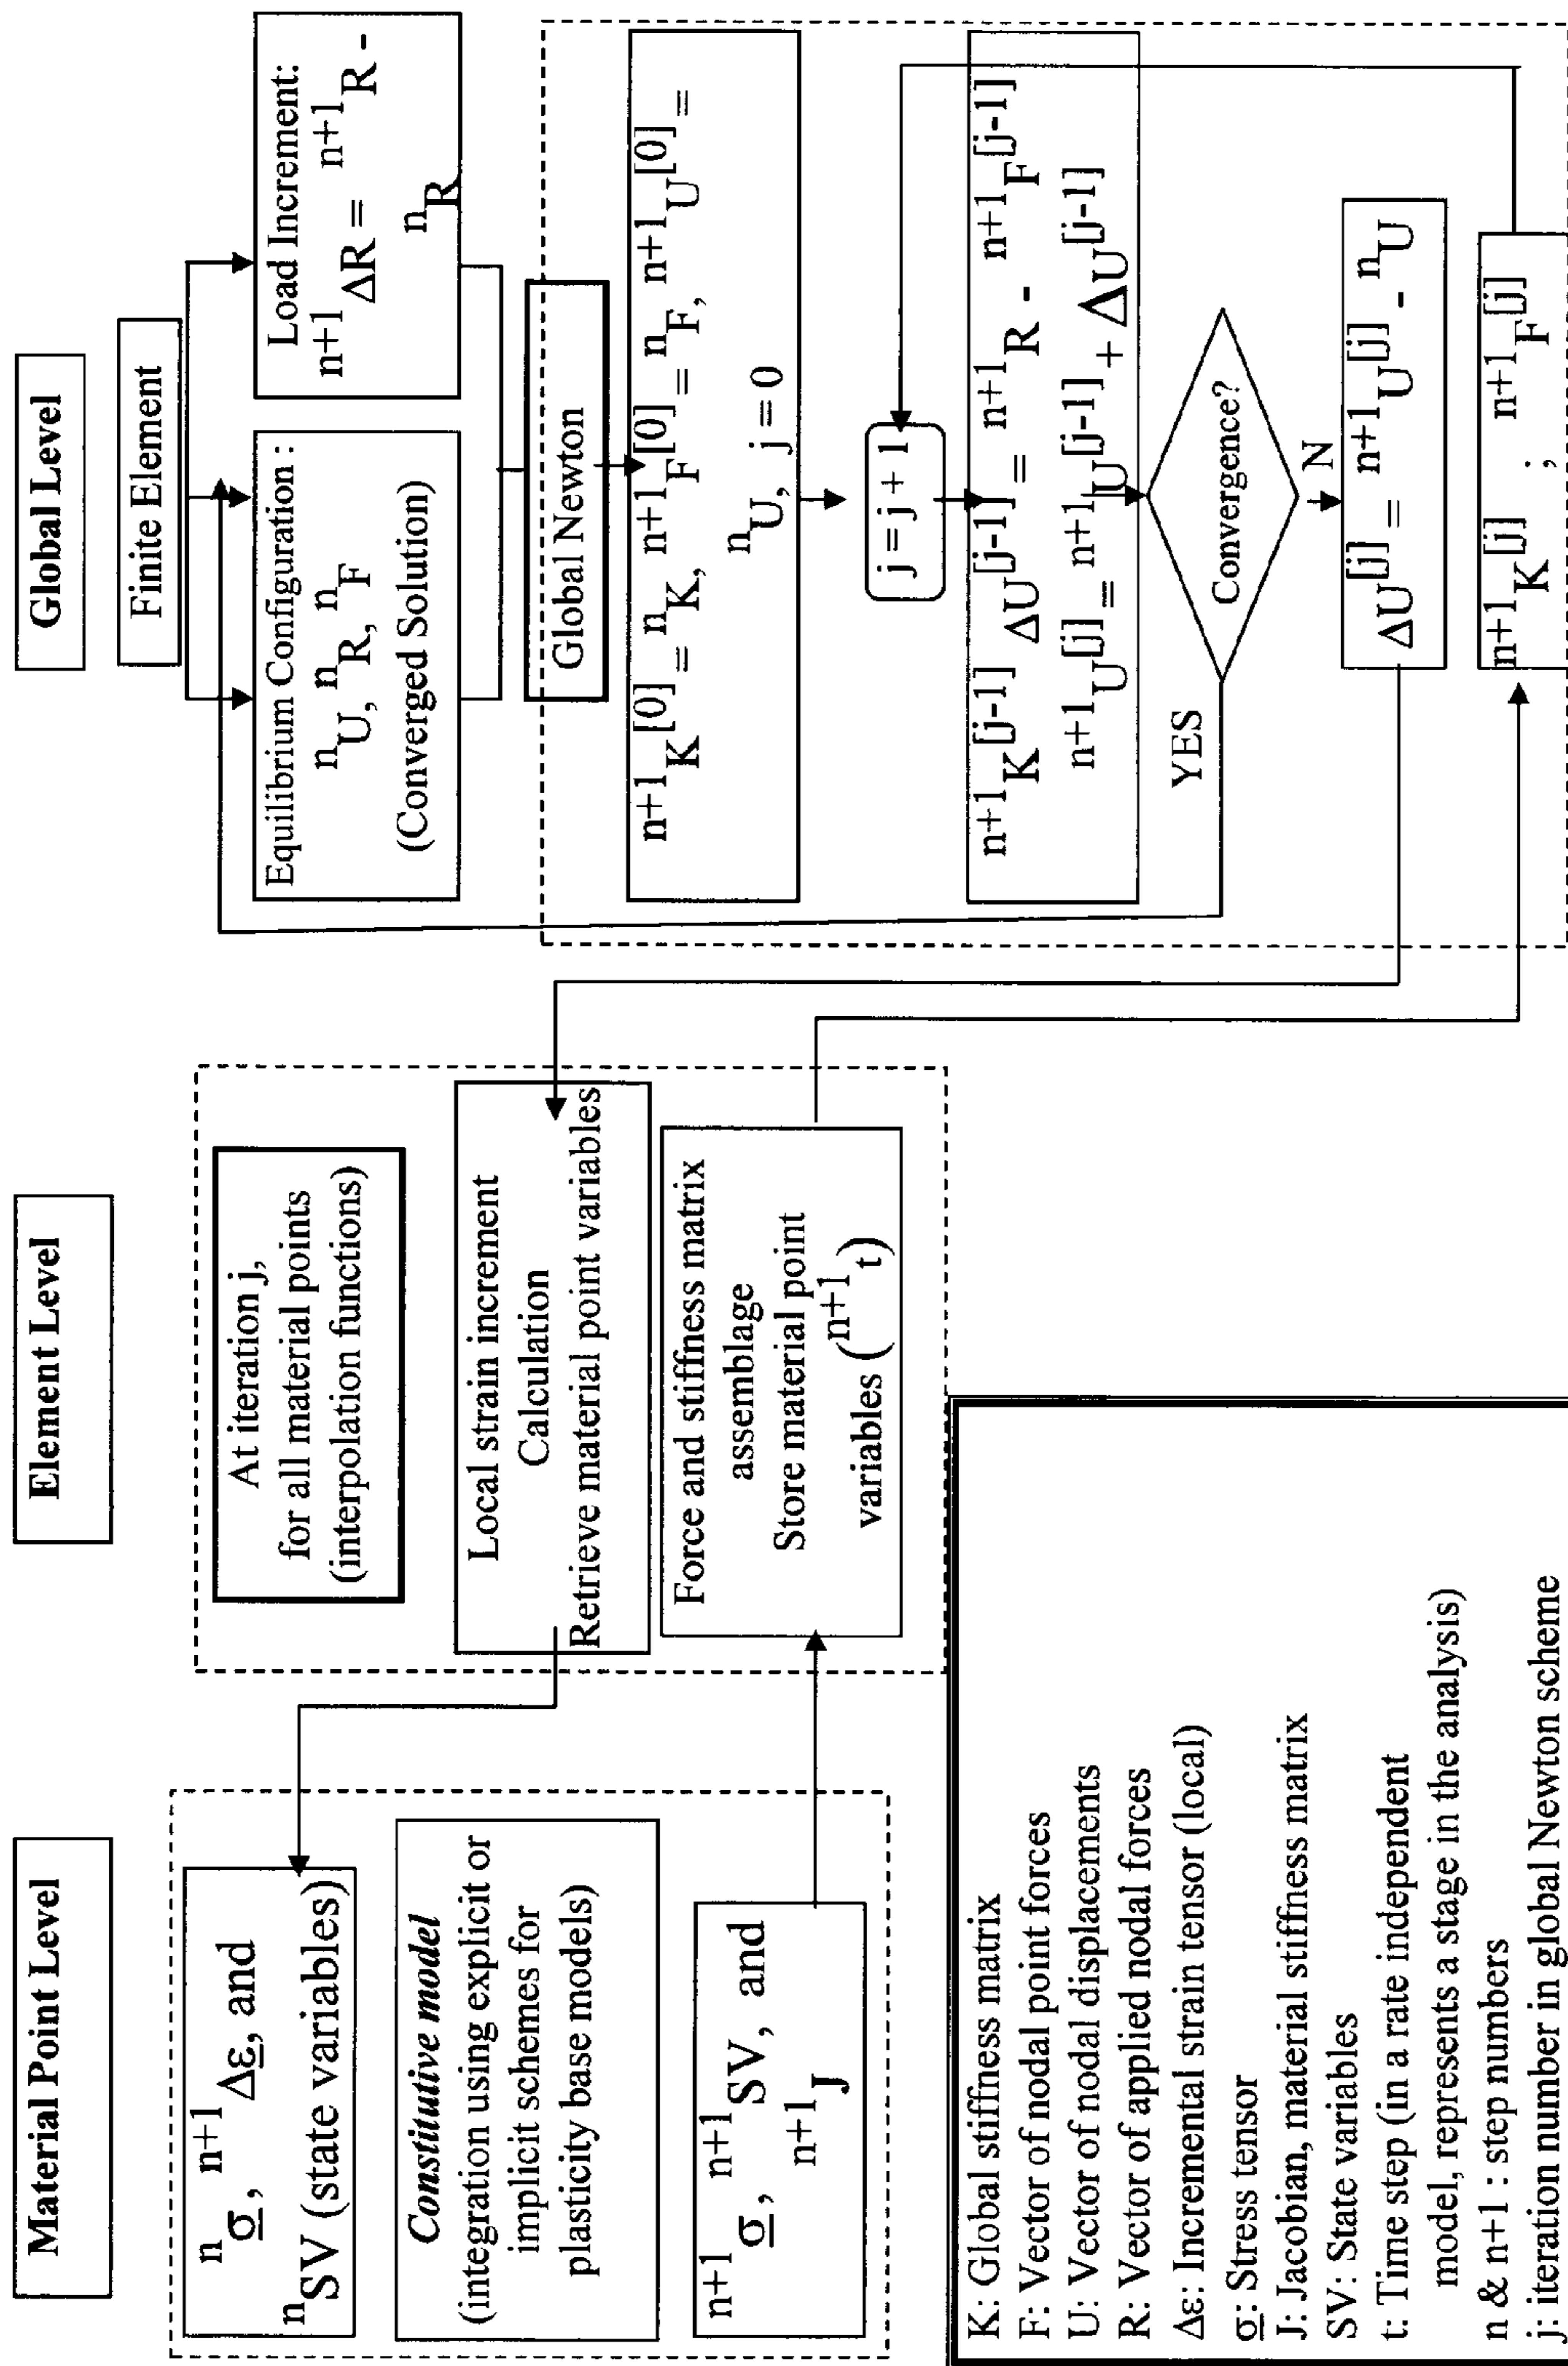 Material Point Level
ⁿσ, ⁿ⁺¹Δε, and
ⁿSV (state variables)
Constitutive model
(integration using explicit or
implicit schemes for
plasticity base models)
ⁿ⁺¹σ, ⁿ⁺¹SV, and
ⁿ⁺¹J
Element Level
At iteration j,
for all material points
(interpolation functions)
Local strain increment
Calculation
Retrieve material point variables
Force and stiffness matrix
assemblage
Store material point
variables (ⁿ⁺¹t)
Global Level
Finite Element
Equilibrium Configuration :
ⁿU, ⁿR, ⁿF
(Converged Solution)
Load Increment:
ⁿ⁺¹ΔR = ⁿ⁺¹R -
ⁿR
Global Newton
ⁿ⁺¹K^[0] = ⁿK, ⁿ⁺¹F^[0] = ⁿF, ⁿ⁺¹U^[0] =
ⁿU, j = 0
j = j + 1
ⁿ⁺¹K^[j-1] ΔU^[j-1] = ⁿ⁺¹R - ⁿ⁺¹F^[j-1]
ⁿ⁺¹U^[j] = ⁿ⁺¹U^[j-1] + ΔU^[j-1]
Convergence?
YES
N
ΔU^[j] = ⁿ⁺¹U^[j] - ⁿU
ⁿ⁺¹K^[j] ; ⁿ⁺¹F^[j]
K: Global stiffness matrix
F: Vector of nodal point forces
U: Vector of nodal displacements
R: Vector of applied nodal forces
Δε: Incremental strain tensor (local)
σ: Stress tensor
J: Jacobian, material stiffness matrix
SV: State variables
t: Time step (in a rate independent
model, represents a stage in the analysis)
n & n+1 : step numbers
j: iteration number in global Newton scheme